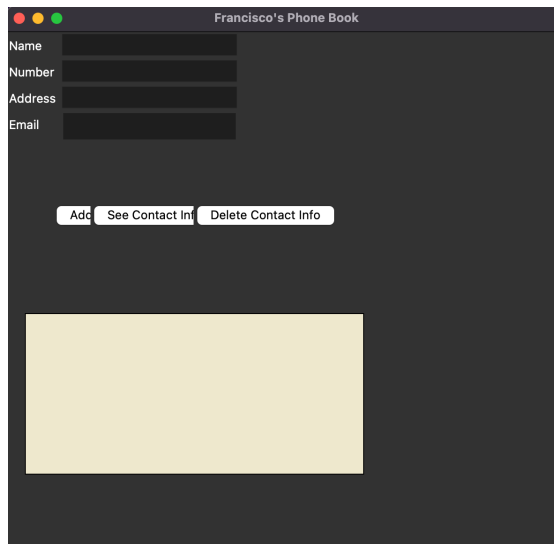 Francisco's Phone Book
Name
Number
Address
Email
Add See Contact Inf Delete Contact Info